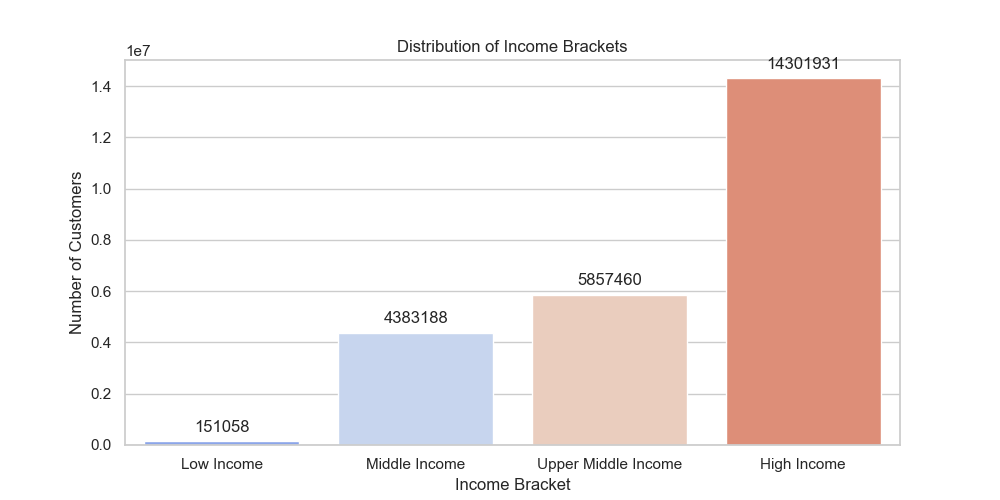 Distribution of Income Brackets
1e7
14301931
1.4
1.2
1.0
0.8
5857460
0.6
4383188
0.4
0.2
151058
0.0
Number of Customers
Low Income Middle Income Upper Middle Income High Income
Income Bracket